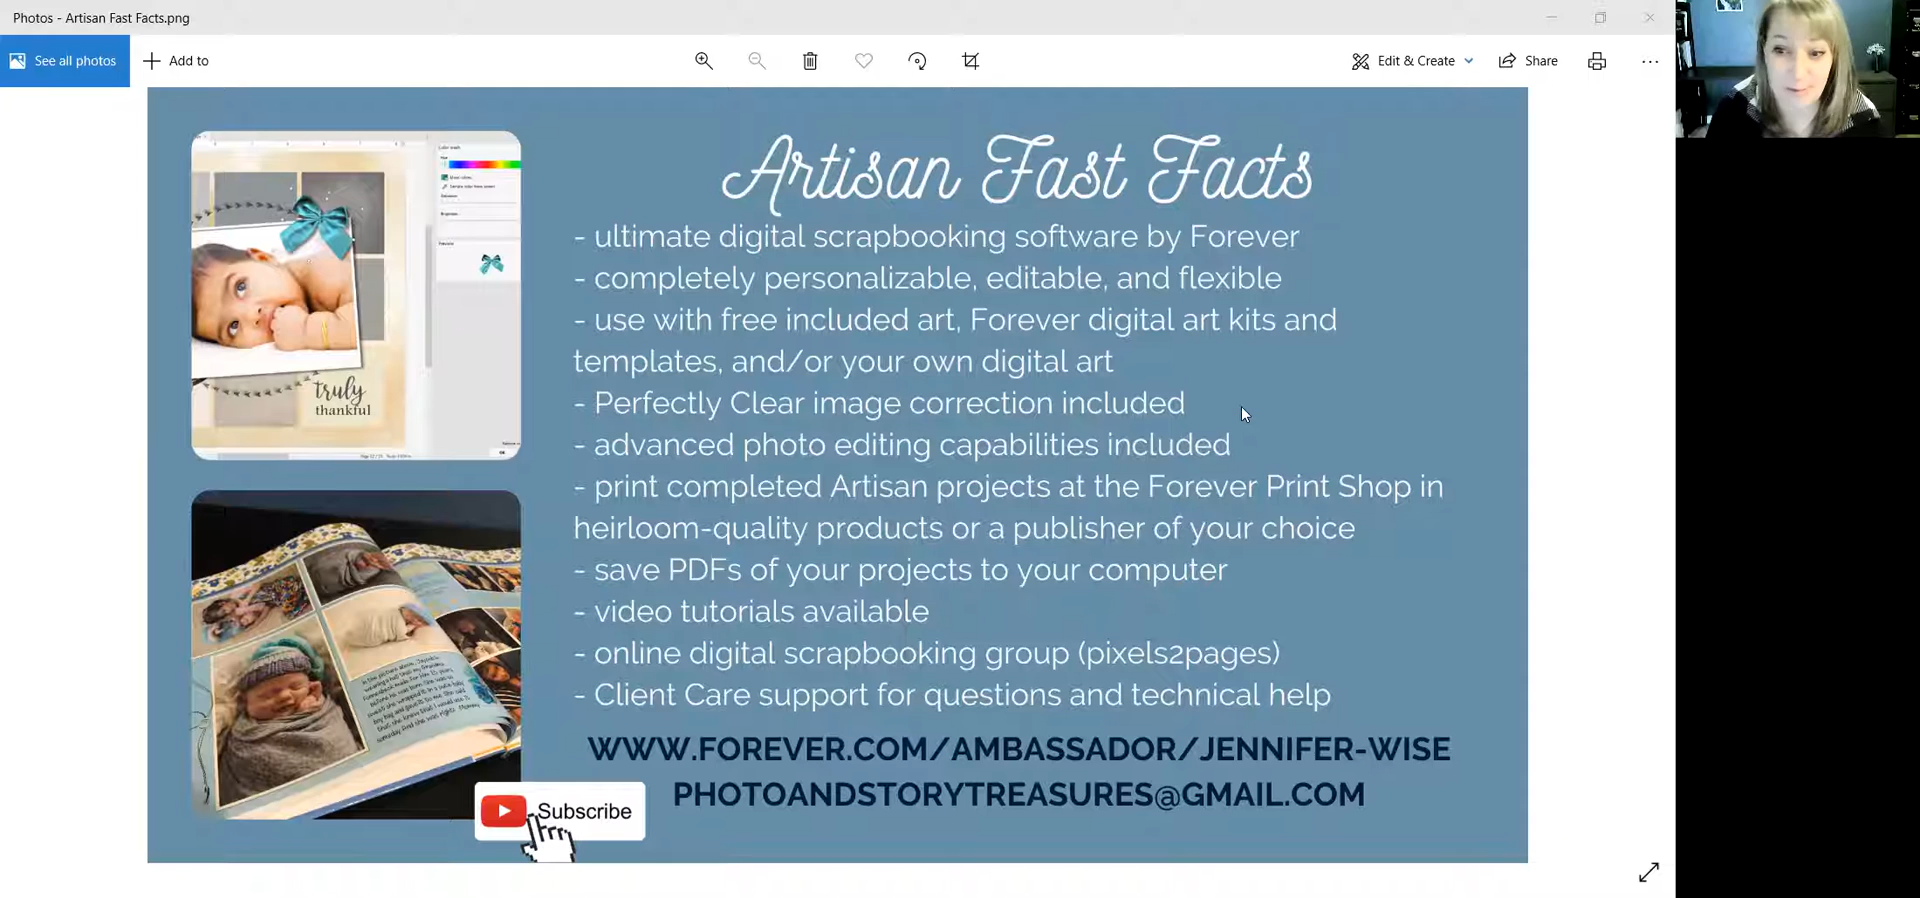 Photos - Artisan Fast Facts.png
See all photos
Add to
Edit & Create
Share
Artisan Fast Facts
- ultimate digital scrapbooking software by Forever
- completely personalizable, editable, and flexible
- use with free included art, Forever digital art kits and
templates, and/or your own digital art
- Perfectly Clear image correction included
- advanced photo editing capabilities included
- print completed Artisan projects at the Forever Print Shop in
heirloom-quality products or a publisher of your choice
- save PDFs of your projects to your computer
- video tutorials available
- online digital scrapbooking group (pixels2pages)
- Client Care support for questions and technical help
WWW.FOREVER.COM/AMBASSADOR/JENNIFER-WISE
PHOTOANDSTORYTREASURES@GMAIL.COM
truly
thankful
Subscribe